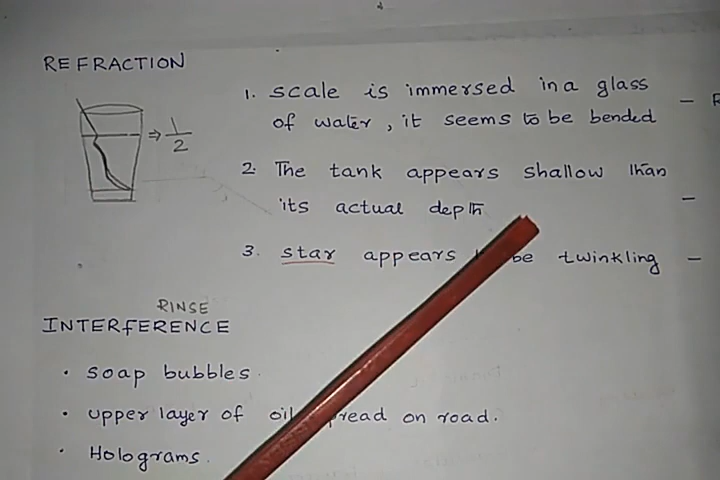 REFRACTION
⇒ 1/2
1. scale is immersed in a glass
of water, it seems to be bended –
2. The tank appears shallow than
its actual depth –
3. star appears be twinkling –
RINSE
INTERFERENCE
• soap bubbles.
• upper layer of on road.
• Holograms.